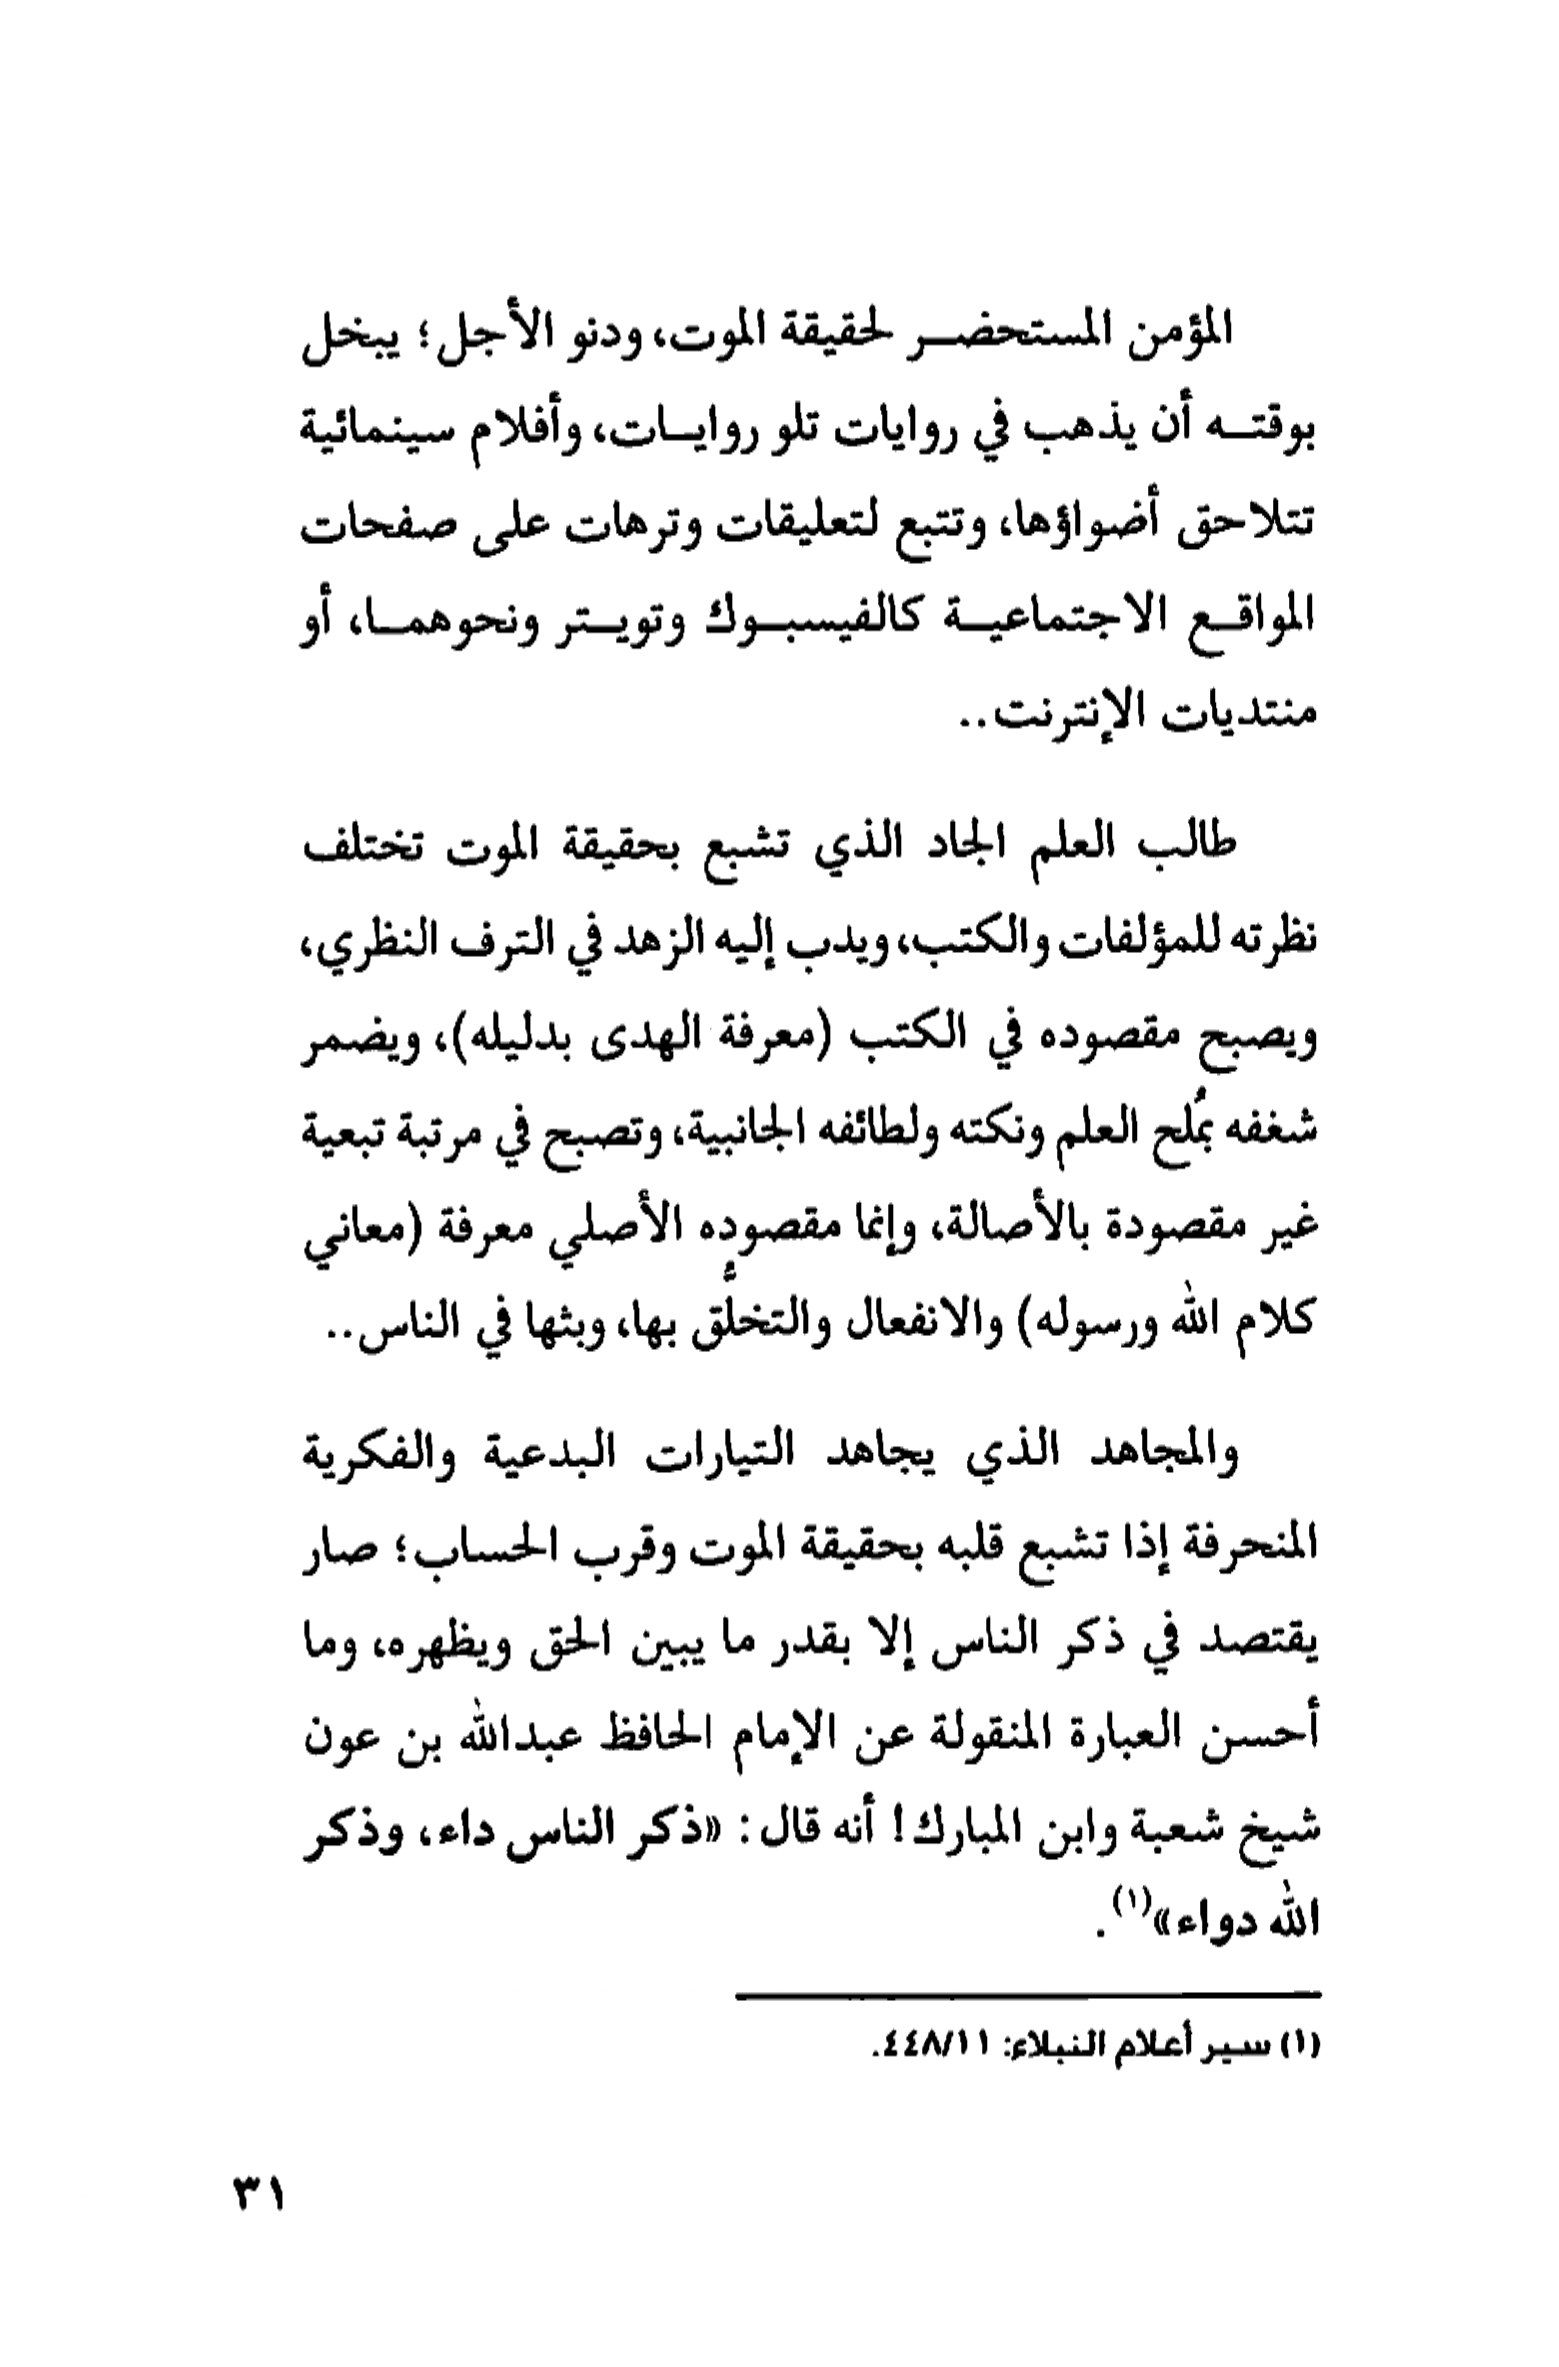 المؤمن المستحضر لحقيقة الموت، ودنو الأجل؛ يبخل
بوقته أن يذهب في روايات تلو روايات، وأفلام سينمائية
تتلاحق أضواؤها، وتتبع لتعليقات وترهات على صفحات
المواقع الاجتماعية كالفيسبوك وتويتر ونحوهما، أو
منتديات الإنترنت..
طالب العلم الجاد الذي تشبع بحقيقة الموت تختلف
نظرته للمؤلفات والكتب، ويدب إليه الزهد في الترف النظري،
ويصبح مقصوده في الكتب (معرفة الهدى بدليله)، ويضمر
شغفه بمُلح العلم ونكته ولطائفه الجانبية، وتصبح في مرتبة تبعية
غير مقصودة بالأصالة، وإنما مقصوده الأصلي معرفة (معاني
كلام الله ورسوله) والانفعال والتخلُّق بها، وبثها في الناس..
والمجاهد الذي يجاهد التيارات البدعية والفكرية
المنحرفة إذا تشبع قلبه بحقيقة الموت وقرب الحساب؛ صار
يقتصد في ذكر الناس إلا بقدر ما يبين الحق ويظهره، وما
أحسن العبارة المنقولة عن الإمام الحافظ عبدالله بن عون
شيخ شعبة وابن المبارك! أنه قال: «ذكر الناس داء، وذكر
الله دواء»(١).
(١) سير أعلام النبلاء: ٤٤٨/١١.
٣١